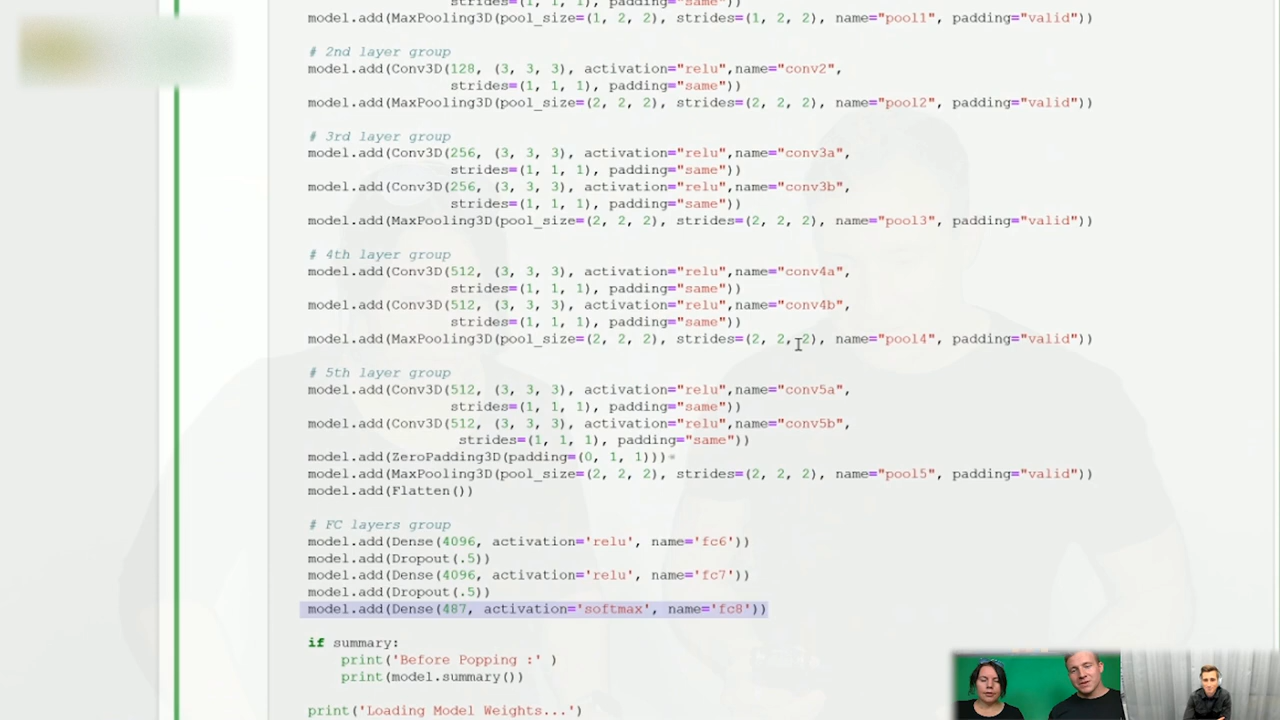 strides=(1, 1, 1), padding="same"))
model.add(MaxPooling3D(pool_size=(1, 2, 2), strides=(1, 2, 2), name="pool1", padding="valid"))
# 2nd layer group
model.add(Conv3D(128, (3, 3, 3), activation="relu",name="conv2",
strides=(1, 1, 1), padding="same"))
model.add(MaxPooling3D(pool_size=(2, 2, 2), strides=(2, 2, 2), name="pool2", padding="valid"))
# 3rd layer group
model.add(Conv3D(256, (3, 3, 3), activation="relu",name="conv3a",
strides=(1, 1, 1), padding="same"))
model.add(Conv3D(256, (3, 3, 3), activation="relu",name="conv3b",
strides=(1, 1, 1), padding="same"))
model.add(MaxPooling3D(pool_size=(2, 2, 2), strides=(2, 2, 2), name="pool3", padding="valid"))
# 4th layer group
model.add(Conv3D(512, (3, 3, 3), activation="relu",name="conv4a",
strides=(1, 1, 1), padding="same"))
model.add(Conv3D(512, (3, 3, 3), activation="relu",name="conv4b",
strides=(1, 1, 1), padding="same"))
model.add(MaxPooling3D(pool_size=(2, 2, 2), strides=(2, 2, 2), name="pool4", padding="valid"))
# 5th layer group
model.add(Conv3D(512, (3, 3, 3), activation="relu",name="conv5a",
strides=(1, 1, 1), padding="same"))
model.add(Conv3D(512, (3, 3, 3), activation="relu",name="conv5b",
strides=(1, 1, 1), padding="same"))
model.add(ZeroPadding3D(padding=(0, 1, 1)))
model.add(MaxPooling3D(pool_size=(2, 2, 2), strides=(2, 2, 2), name="pool5", padding="valid"))
model.add(Flatten())
# FC layers group
model.add(Dense(4096, activation='relu', name='fc6'))
model.add(Dropout(.5))
model.add(Dense(4096, activation='relu', name='fc7'))
model.add(Dropout(.5))
model.add(Dense(487, activation='softmax', name='fc8'))
if summary:
print('Before Popping :' )
print(model.summary())
print('Loading Model Weights...')